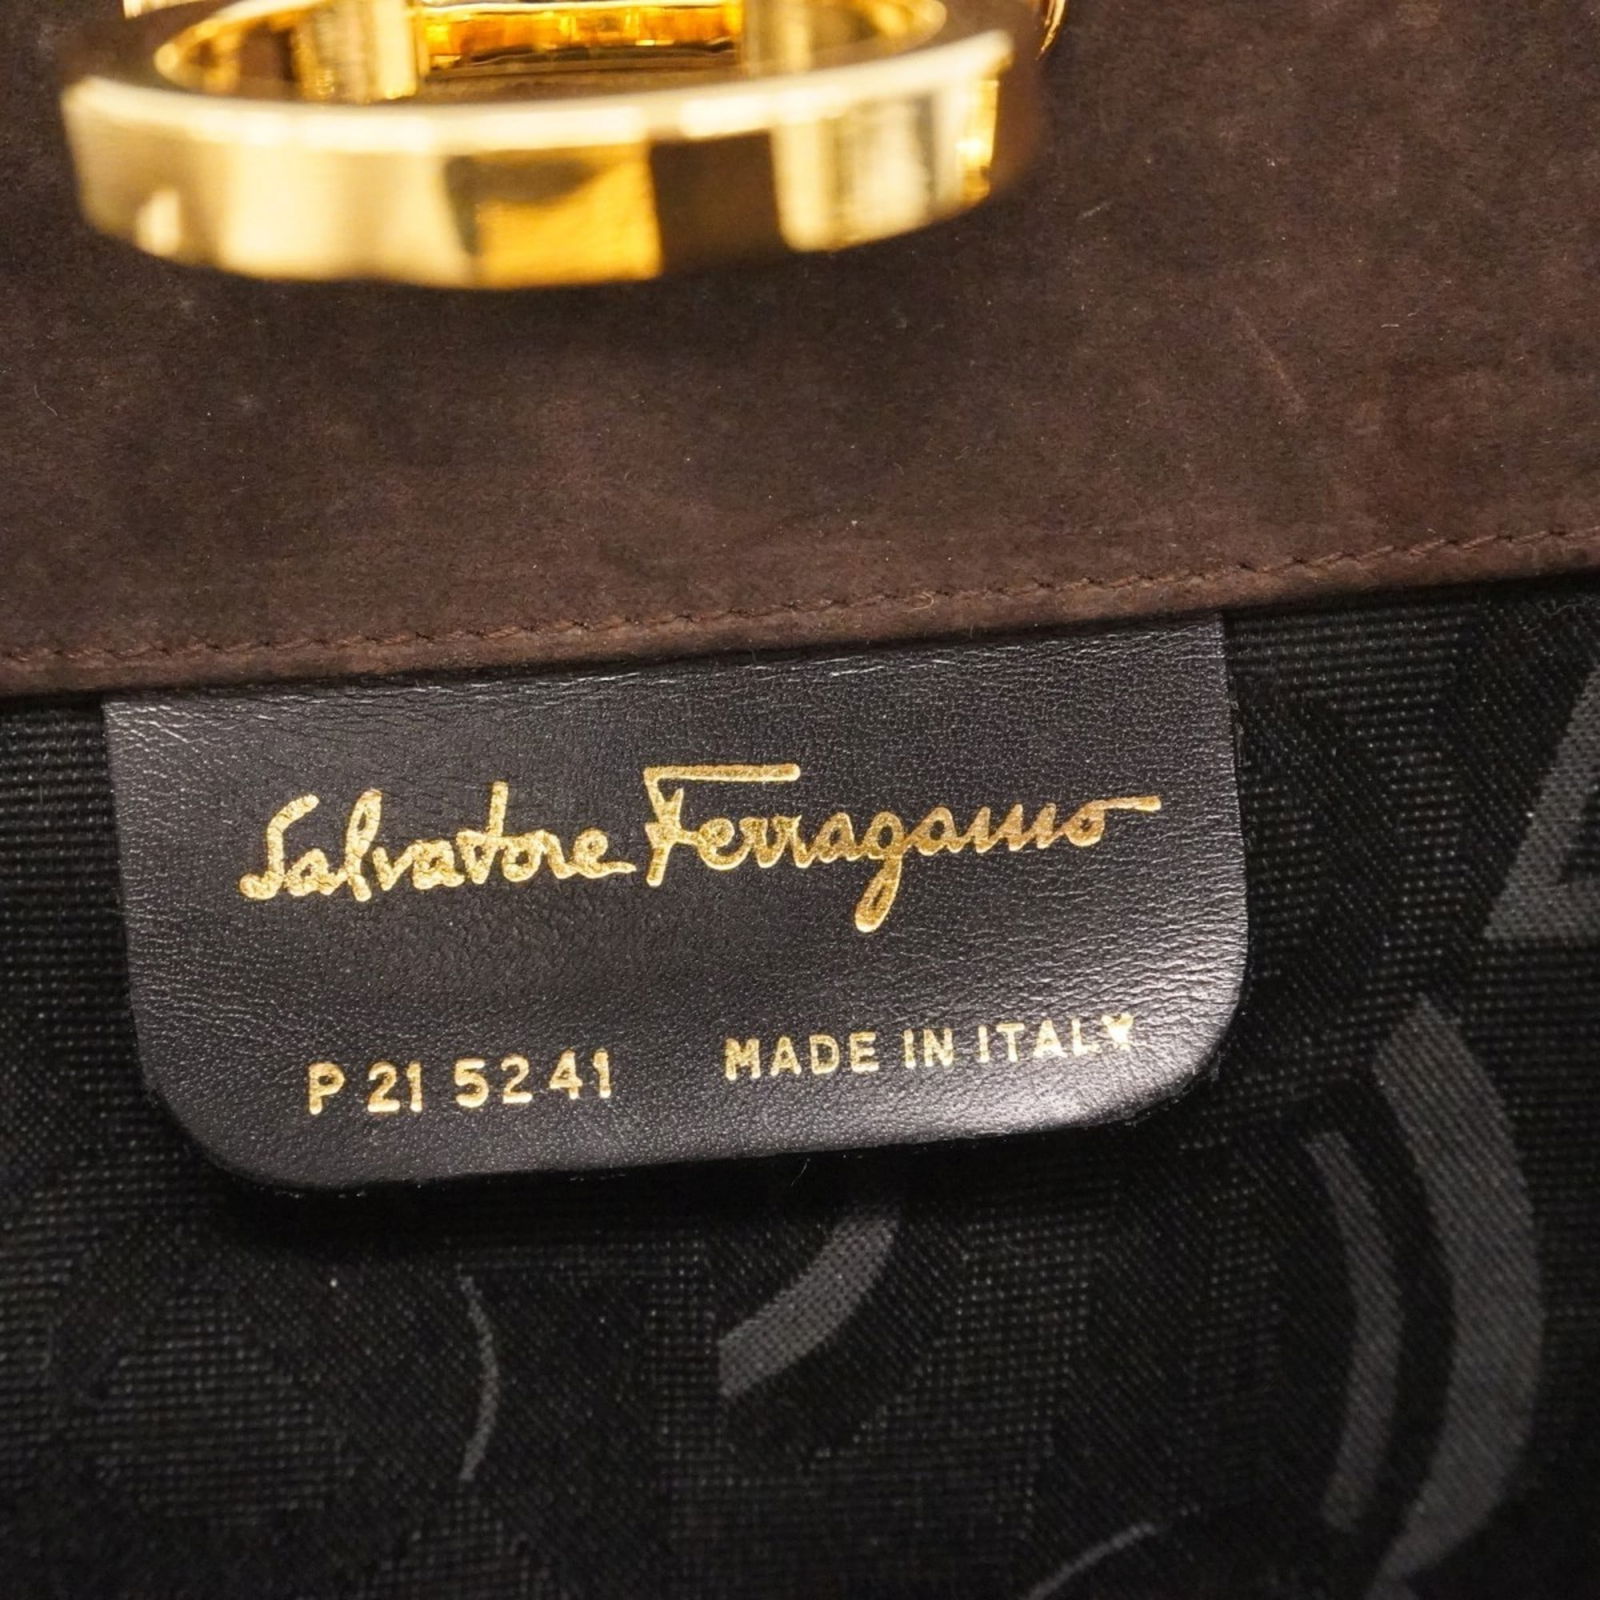 Salvatore Ferragamo
P 21 5241 MADE IN ITALY